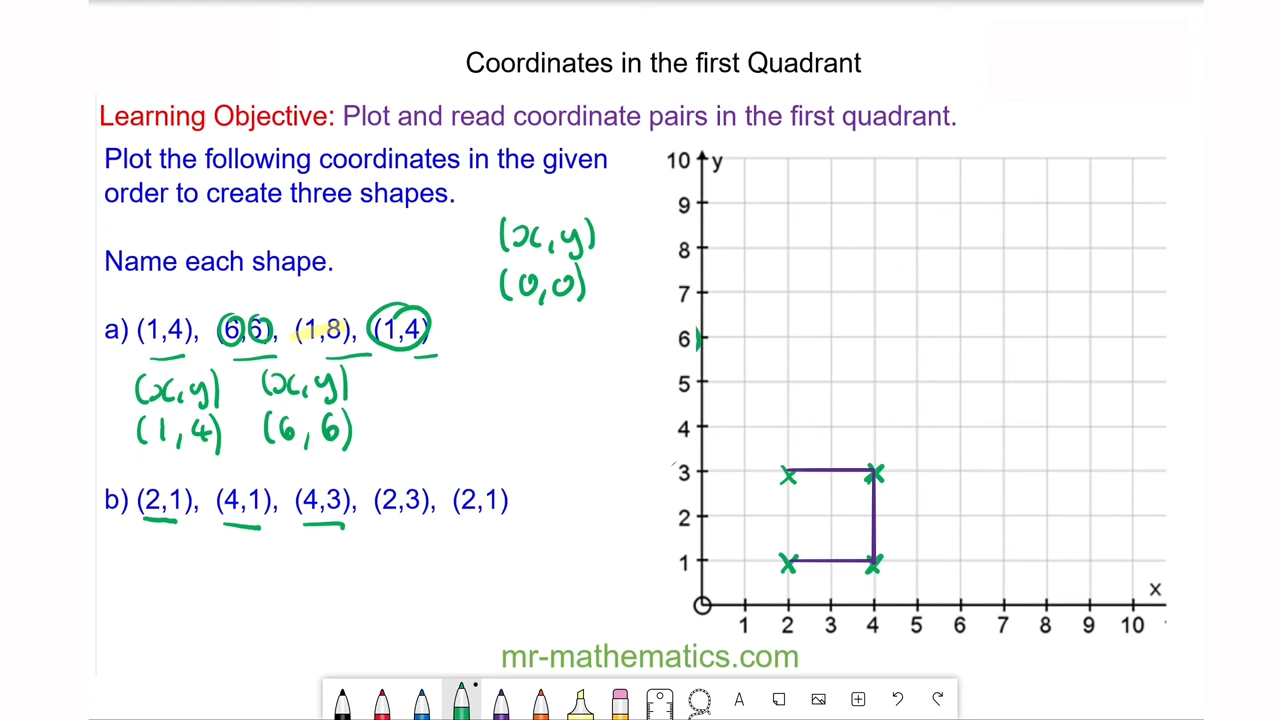 Coordinates in the first Quadrant
Learning Objective: Plot and read coordinate pairs in the first quadrant.
Plot the following coordinates in the given
order to create three shapes.
(x,y)
(0,0)
Name each shape.
a) (1,4), (6,6), (1,8), (1,4)
(x,y) (x,y)
(1,4) (6,6)
b) (2,1), (4,1), (4,3), (2,3), (2,1)
10 y
9
8
7
6
5
4
3
2
1
x
1 2 3 4 5 6 7 8 9 10
mr-mathematics.com
A